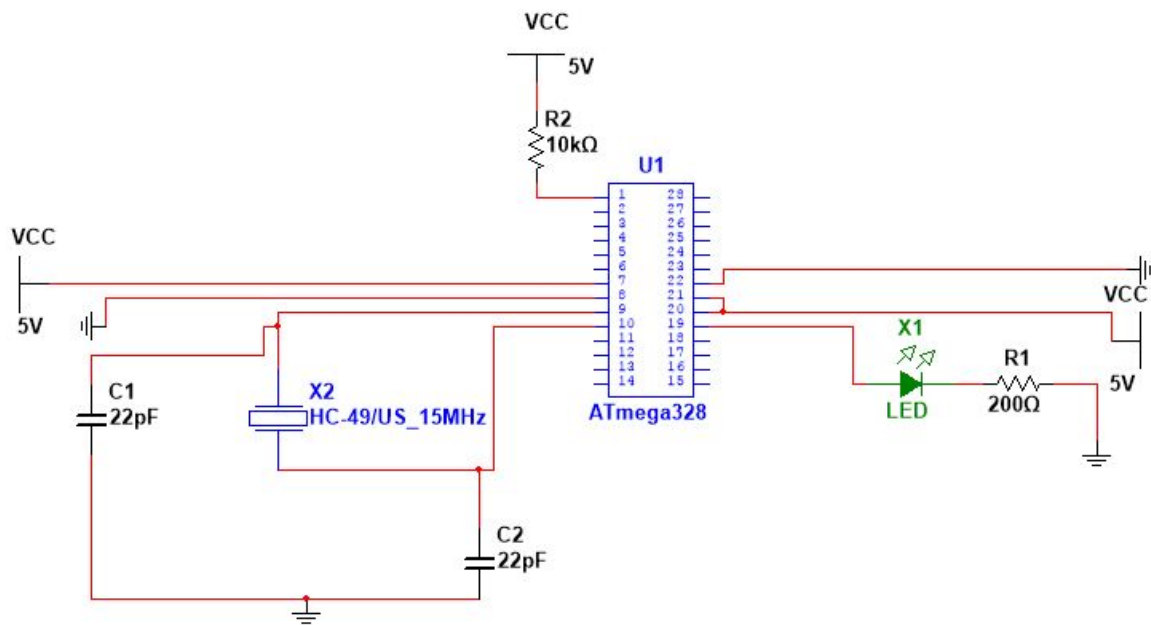 VCC
5V
R2
10kΩ
U1
1 28
2 27
3 26
4 25
5 24
6 23
7 22
8 21
9 20
10 19
11 18
12 17
13 16
14 15
ATmega328
VCC
5V
C1
22pF
X2
HC-49/US_15MHz
C2
22pF
X1
LED
R1
200Ω
VCC
5V